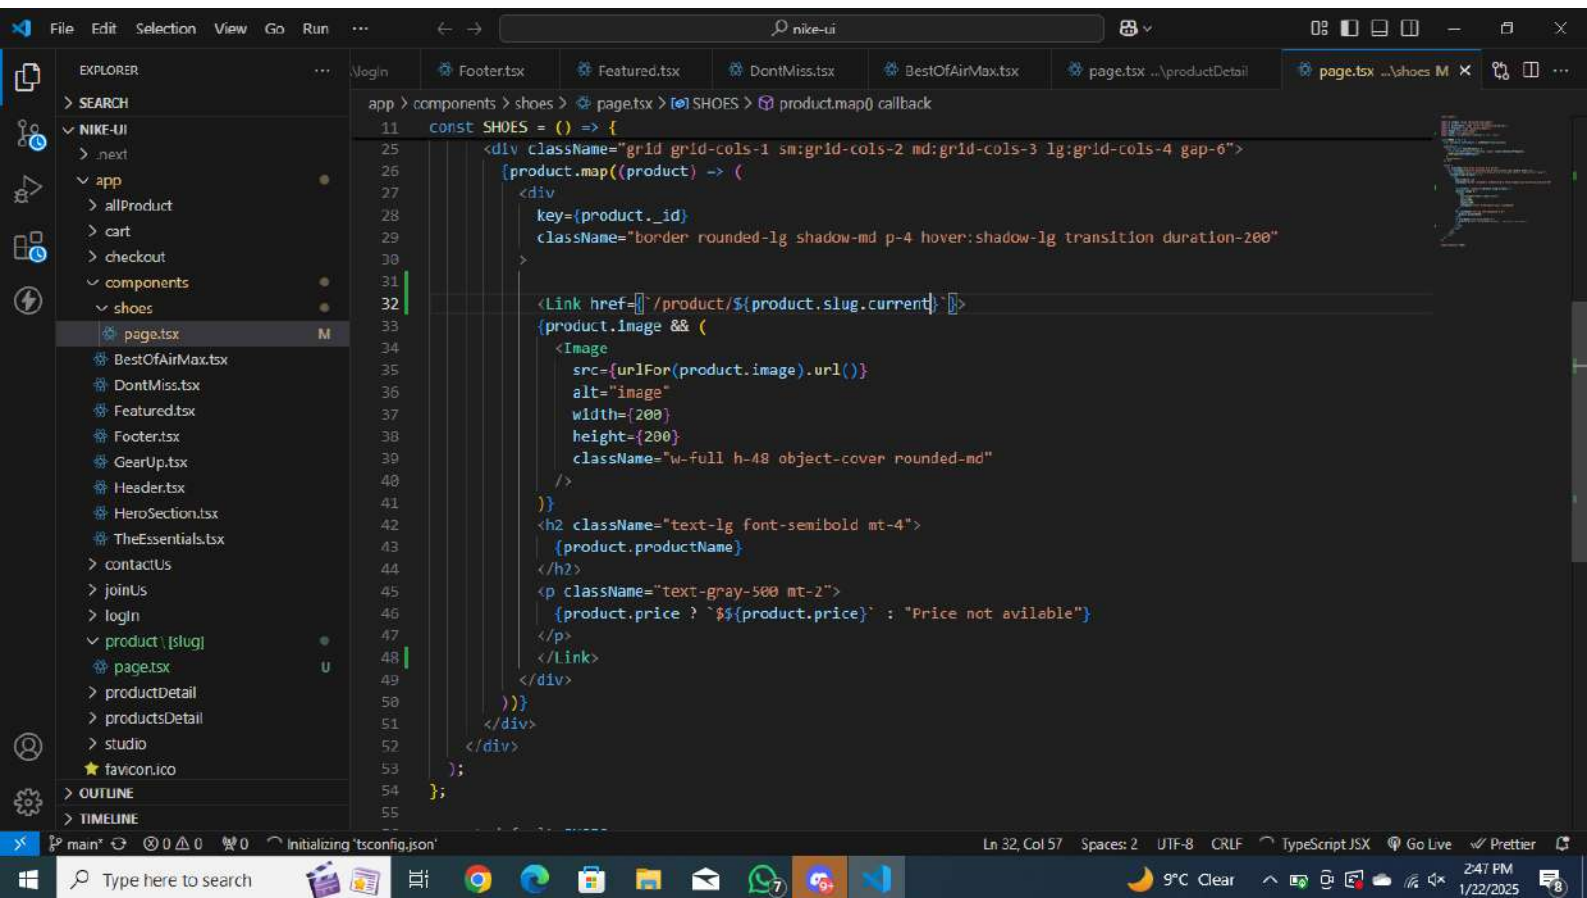 File Edit Selection View Go Run ···
nike-ui
EXPLORER ···
> SEARCH
NIKE-UI
> .next
app
> allProduct
> cart
> checkout
components
shoes
page.tsx M
BestOfAirMax.tsx
DontMiss.tsx
Featured.tsx
Footer.tsx
GearUp.tsx
Header.tsx
HeroSection.tsx
TheEssentials.tsx
> contactUs
> joinUs
> login
product \ [slug]
page.tsx U
> productDetail
> productsDetail
> studio
favicon.ico
> OUTLINE
> TIMELINE
.\login Footer.tsx Featured.tsx DontMiss.tsx BestOfAirMax.tsx page.tsx ...\productDetail page.tsx ...\shoes M
app > components > shoes > page.tsx > SHOES > product.map() callback
11 const SHOES = () => {
25 <div className="grid grid-cols-1 sm:grid-cols-2 md:grid-cols-3 lg:grid-cols-4 gap-6">
26 {product.map((product) => (
27 <div
28 key={product._id}
29 className="border rounded-lg shadow-md p-4 hover:shadow-lg transition duration-200"
30 >
31
32 <Link href={`/product/${product.slug.current}`}>
33 {product.image && (
34 <Image
35 src={urlFor(product.image).url()}
36 alt="image"
37 width={200}
38 height={200}
39 className="w-full h-48 object-cover rounded-md"
40 />
41 )}
42 <h2 className="text-lg font-semibold mt-4">
43 {product.productName}
44 </h2>
45 <p className="text-gray-500 mt-2">
46 {product.price ? `$${product.price}` : "Price not avilable"}
47 </p>
48 </Link>
49 </div>
50 ))}
51 </div>
52 </div>
53 );
54 };
55
main* 0 0 0 Initializing 'tsconfig.json' Ln 32, Col 57 Spaces: 2 UTF-8 CRLF TypeScript JSX Go Live Prettier
Type here to search 7 9+ 9°C Clear 2:47 PM
1/22/2025 8